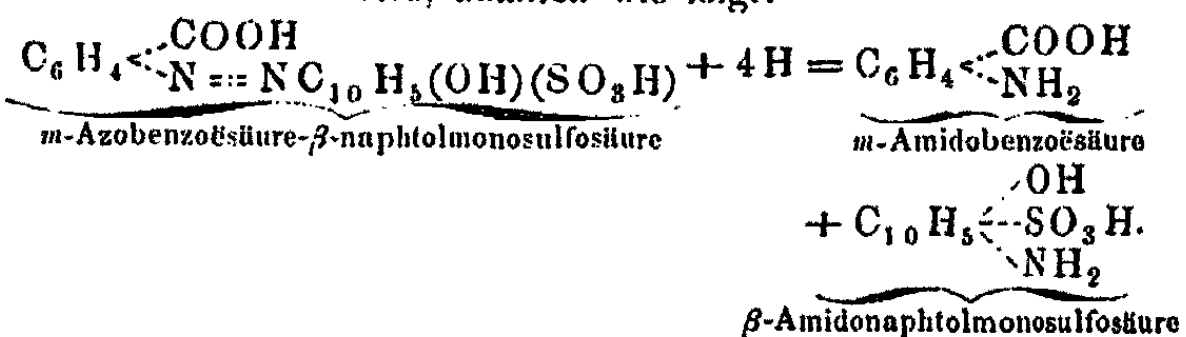 C₆H₄<COOH
N=NC₁₀H₅(OH)(SO₃H) + 4H = C₆H₄<COOH
NH₂
m-Azobenzoësäure-β-naphtolmonosulfosäure m-Amidobenzoësäure
+ C₁₀H₅<OH
SO₃H.
NH₂
β-Amidonaphtolmonosulfosäure